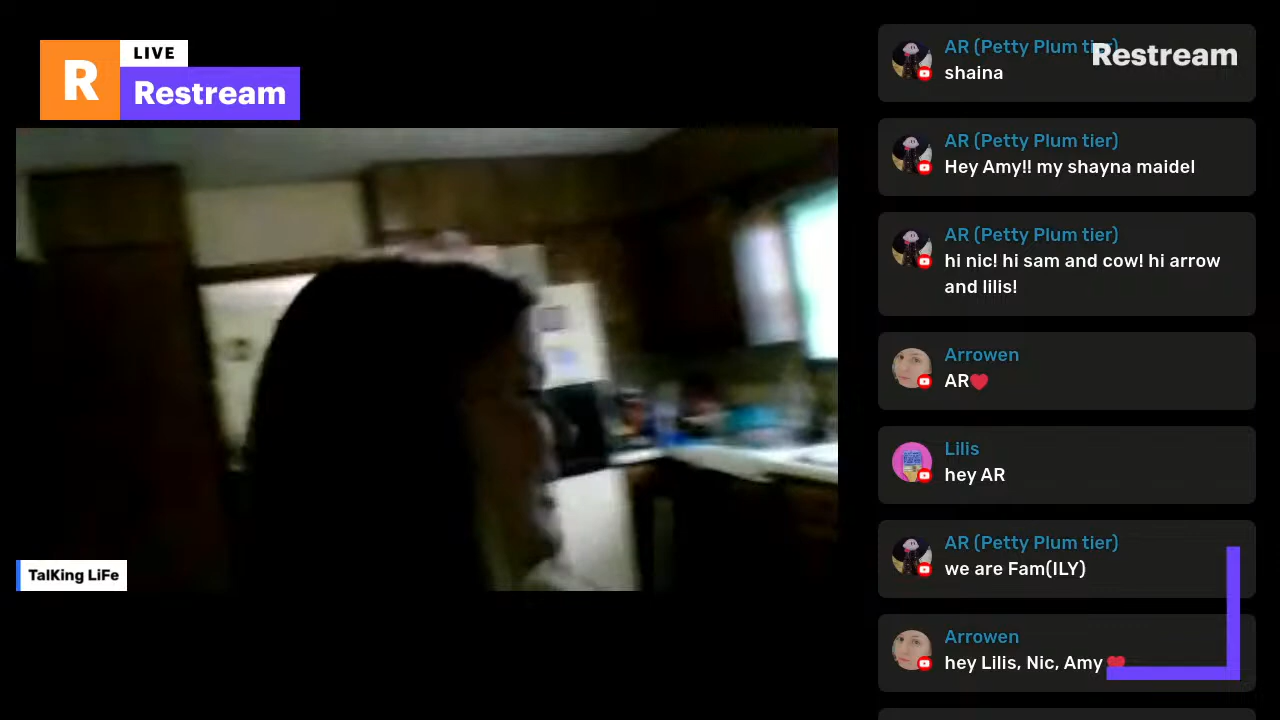 R
LIVE
Restream
Restream
AR (Petty Plum tier)
shaina
AR (Petty Plum tier)
Hey Amy!! my shayna maidel
AR (Petty Plum tier)
hi nic! hi sam and cow! hi arrow
and lilis!
Arrowen
AR❤️
Lilis
hey AR
AR (Petty Plum tier)
we are Fam(ILY)
Arrowen
hey Lilis, Nic, Amy ❤️
TalKing LiFe